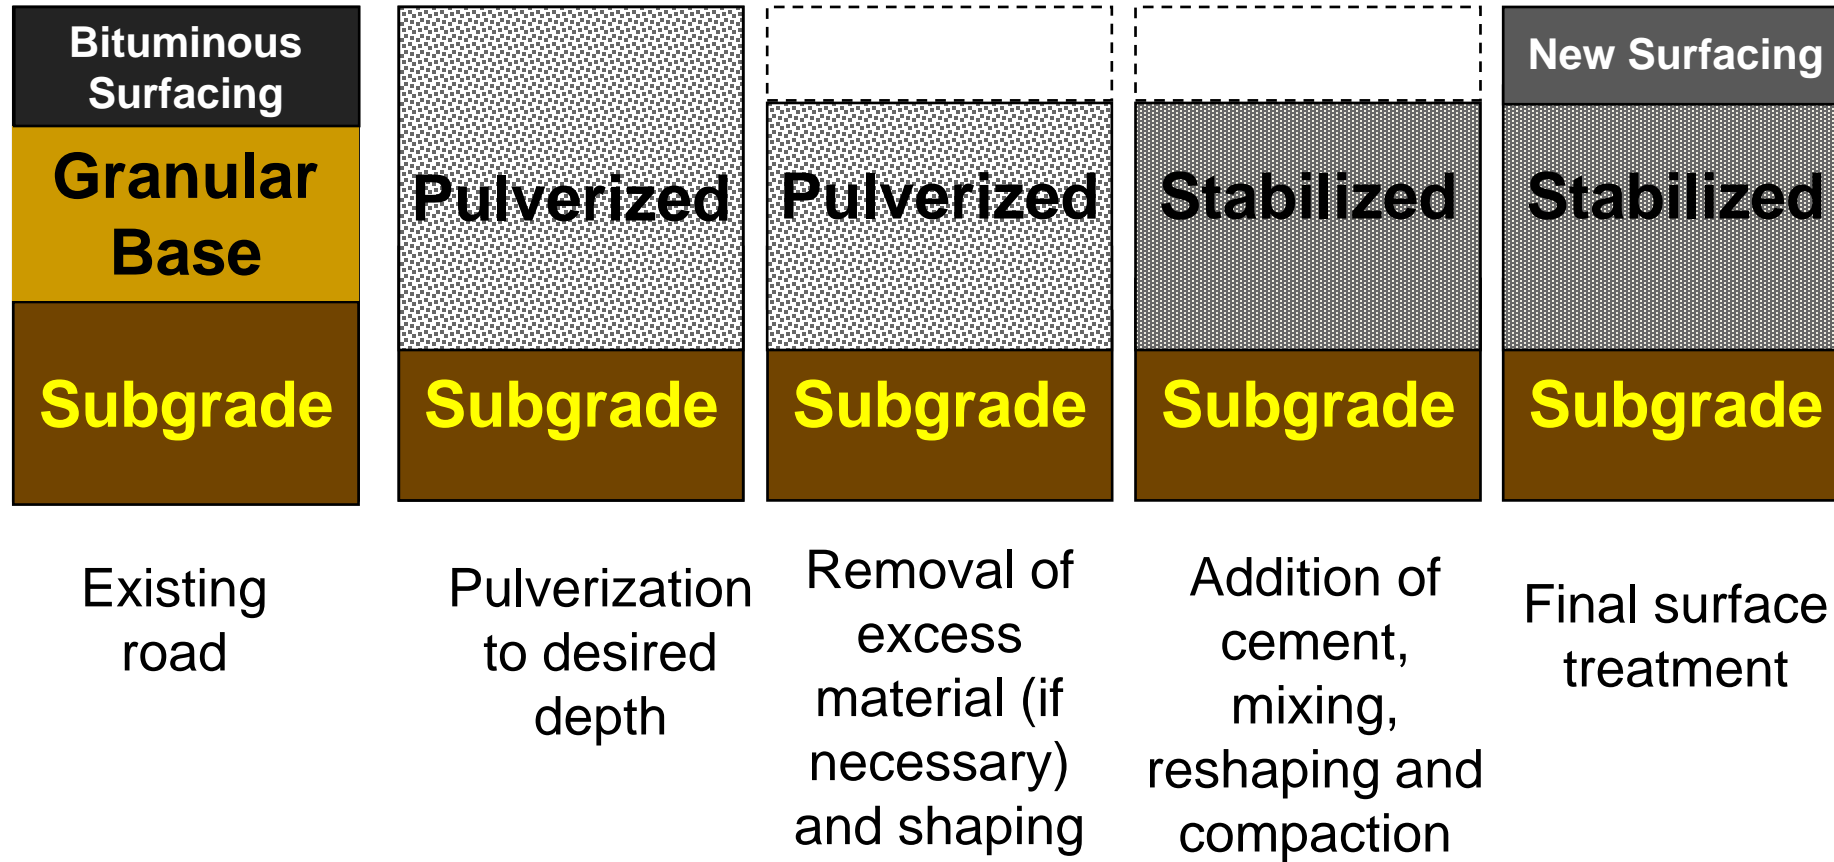 Bituminous
Surfacing
Granular
Base
Subgrade
Existing
road
Pulverized
Subgrade
Pulverization
to desired
depth
Pulverized
Subgrade
Removal of
excess
material (if
necessary)
and shaping
Stabilized
Subgrade
Addition of
cement,
mixing,
reshaping and
compaction
New Surfacing
Stabilized
Subgrade
Final surface
treatment